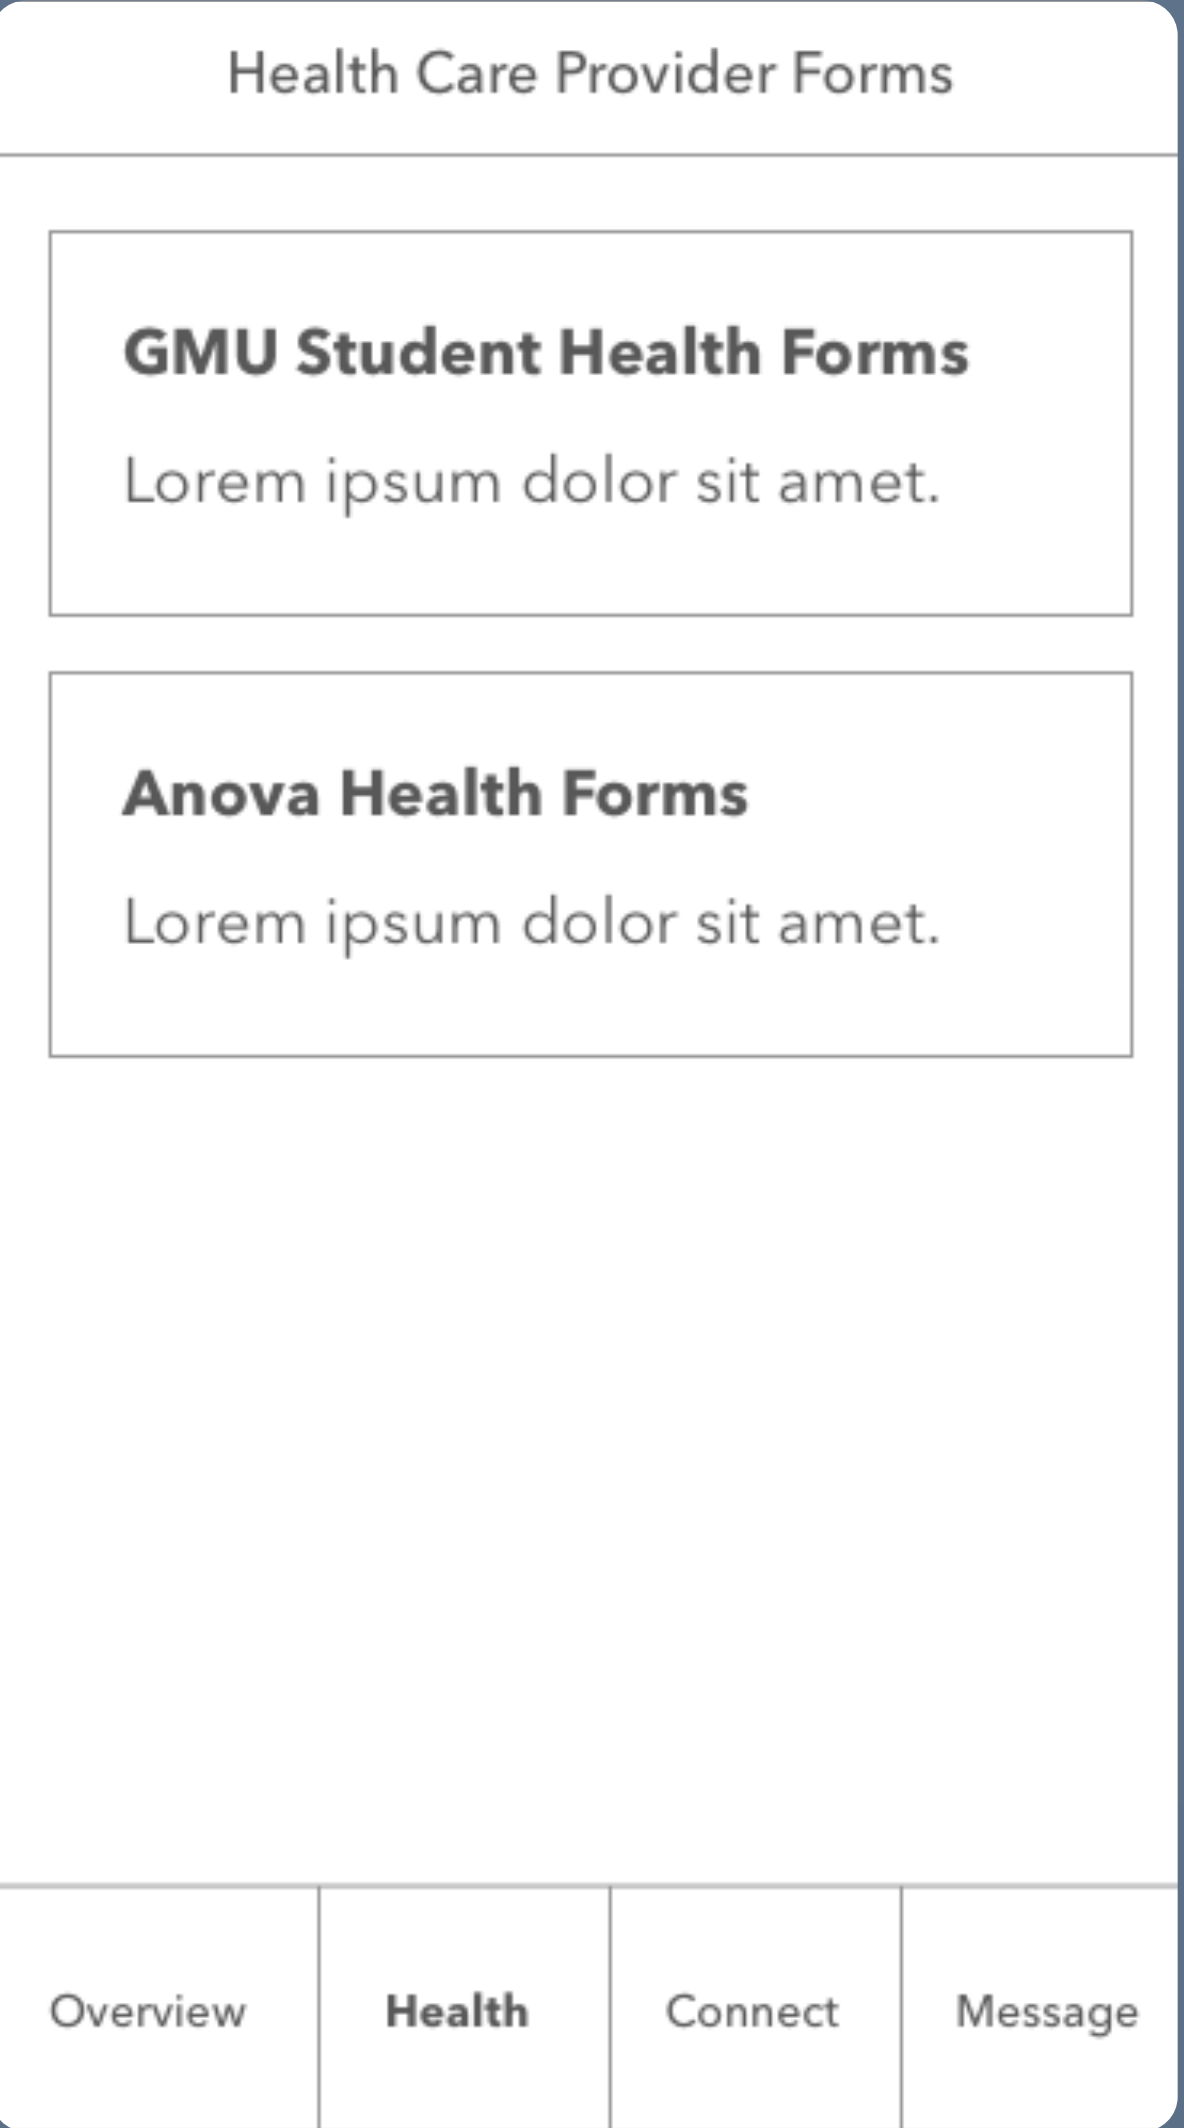 Health Care Provider Forms
GMU Student Health Forms
Lorem ipsum dolor sit amet.
Anova Health Forms
Lorem ipsum dolor sit amet.
Overview
Health
Connect
Message